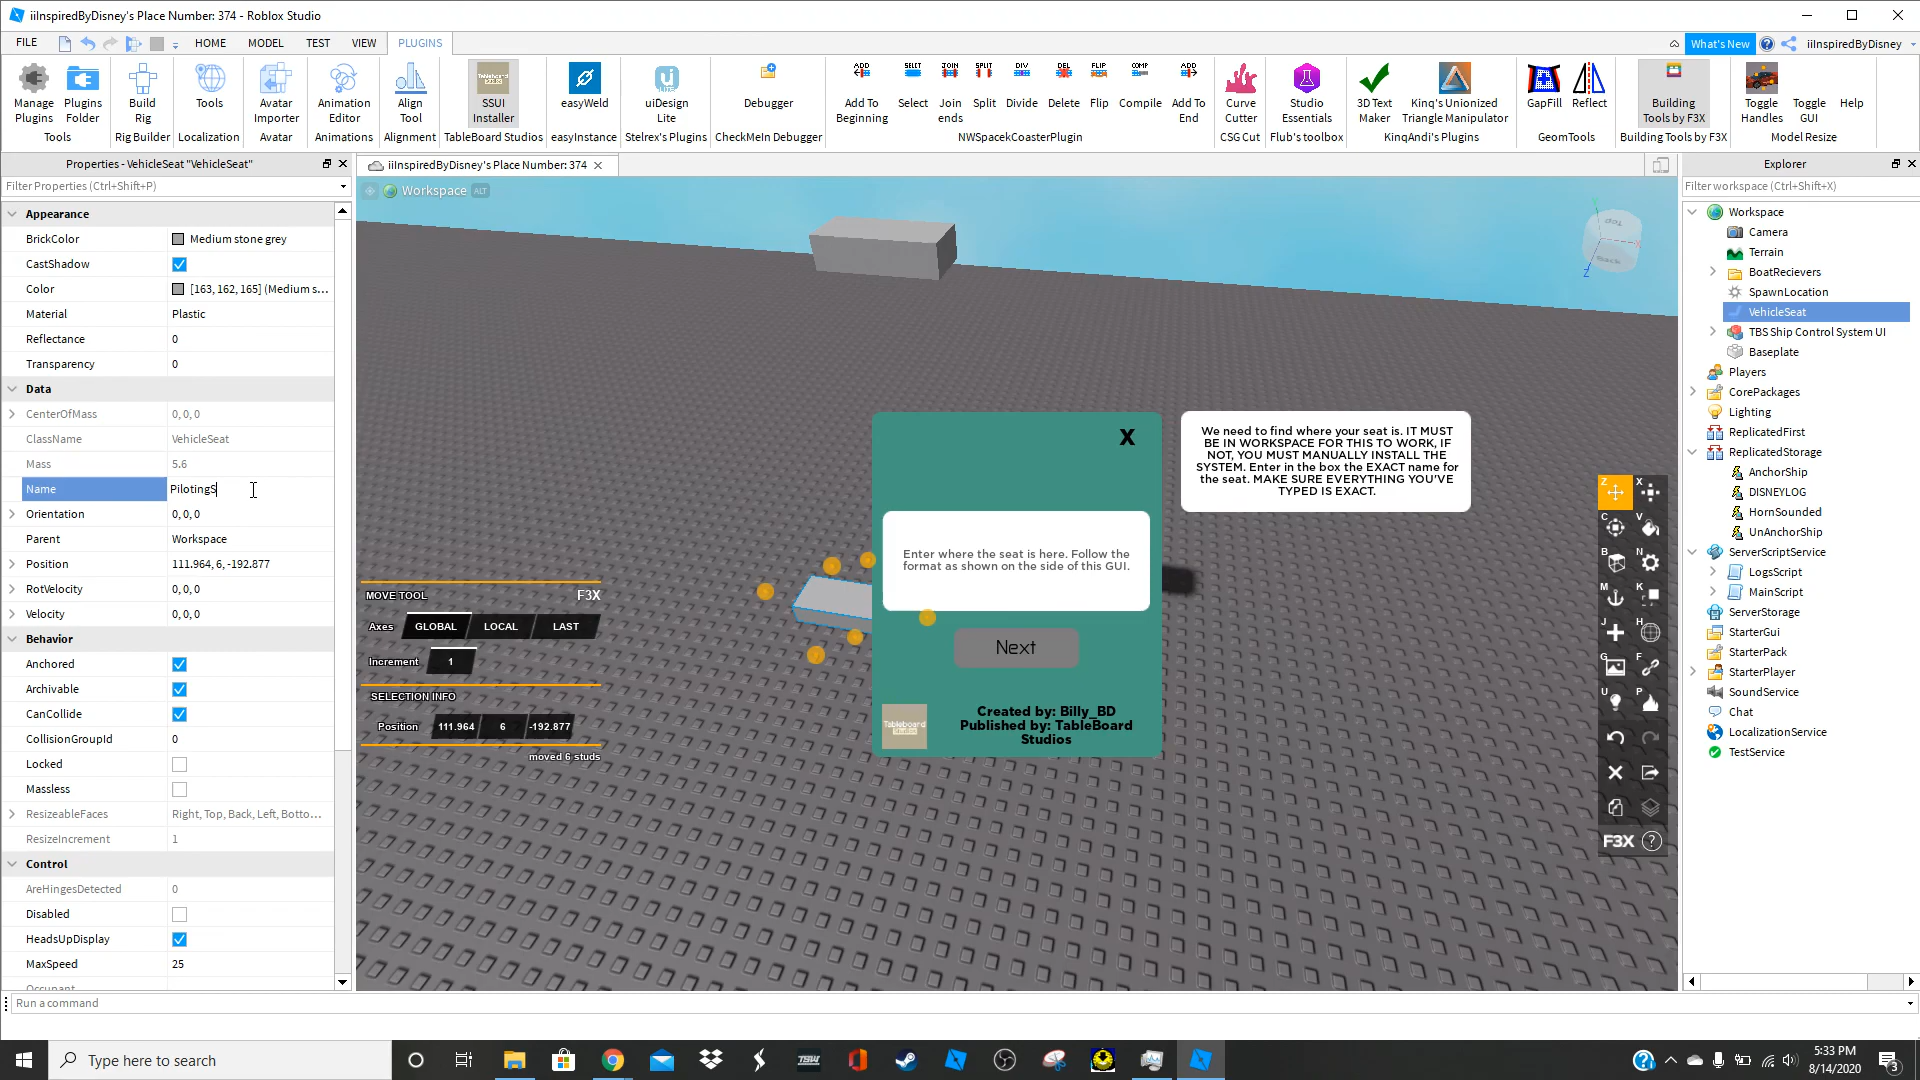 iiInspiredByDisney's Place Number: 374 - Roblox Studio
FILE HOME MODEL TEST VIEW PLUGINS What's New iiInspiredByDisney
Manage Plugins Plugins Folder Build Rig Tools Avatar Importer Animation Editor Align Tool SSUI Installer easyWeld uiDesign Lite Debugger
ADD SELCT JOIN SPLIT DIV DEL FLIP COMP ADD
Add To Beginning Select Join ends Split Divide Delete Flip Compile Add To End Curve Cutter Studio Essentials 3D Text Maker Kinq's Unionized Triangle Manipulator GapFill Reflect Building Tools by F3X Toggle Handles Toggle GUI Help
Tools Rig Builder Localization Avatar Animations Alignment TableBoard Studios easyInstance Stelrex's Plugins CheckMeIn Debugger NWSpacekCoasterPlugin CSG Cut Flub's toolbox KinqAndi's Plugins GeomTools Building Tools by F3X Model Resize
Properties - VehicleSeat "VehicleSeat"
Filter Properties (Ctrl+Shift+P)
Appearance
BrickColor Medium stone grey
CastShadow
Color [163, 162, 165] (Medium s...
Material Plastic
Reflectance 0
Transparency 0
Data
CenterOfMass 0, 0, 0
ClassName VehicleSeat
Mass 5.6
Name PilotingS
Orientation 0, 0, 0
Parent Workspace
Position 111.964, 6, -192.877
RotVelocity 0, 0, 0
Velocity 0, 0, 0
Behavior
Anchored
Archivable
CanCollide
CollisionGroupId 0
Locked
Massless
ResizeableFaces Right, Top, Back, Left, Botto...
ResizeIncrement 1
Control
AreHingesDetected 0
Disabled
HeadsUpDisplay
MaxSpeed 25
Occupant
iiInspiredByDisney's Place Number: 374
Workspace ALT
MOVE TOOL F3X
Axes GLOBAL LOCAL LAST
Increment 1
SELECTION INFO
Position 111.964 6 -192.877
moved 6 studs
X
Enter where the seat is here. Follow the
format as shown on the side of this GUI.
Next
Tableboard Studios
Created by: Billy_BD
Published by: TableBoard
Studios
We need to find where your seat is. IT MUST
BE IN WORKSPACE FOR THIS TO WORK, IF
NOT, YOU MUST MANUALLY INSTALL THE
SYSTEM. Enter in the box the EXACT name for
the seat. MAKE SURE EVERYTHING YOU'VE
TYPED IS EXACT.
Z X
C V
B N
M K
J H
G F
U P
F3X ?
Explorer
Filter workspace (Ctrl+Shift+X)
Workspace
Camera
Terrain
BoatRecievers
SpawnLocation
VehicleSeat
TBS Ship Control System UI
Baseplate
Players
CorePackages
Lighting
ReplicatedFirst
ReplicatedStorage
AnchorShip
DISNEYLOG
HornSounded
UnAnchorShip
ServerScriptService
LogsScript
MainScript
ServerStorage
StarterGui
StarterPack
StarterPlayer
SoundService
Chat
LocalizationService
TestService
Run a command
Type here to search
TSW
5:33 PM
8/14/2020
3